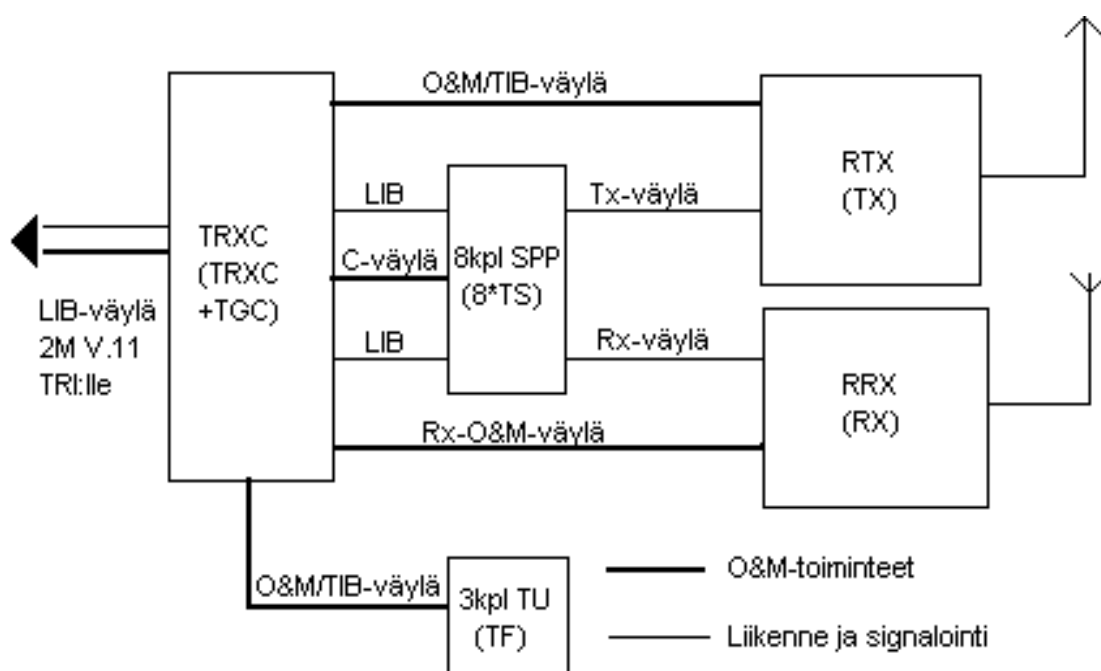 O&M/TIB-väylä
RTX
(TX)
LIB
Tx-väylä
TRXC
(TRXC
+TGC)
C-väylä
8kpl SPP
(8*TS)
LIB-väylä
2M V.11
TRI:lle
LIB
Rx-väylä
RRX
(RX)
Rx-O&M-väylä
O&M/TIB-väylä
3kpl TU
(TF)
O&M-toiminteet
Liikenne ja signalointi